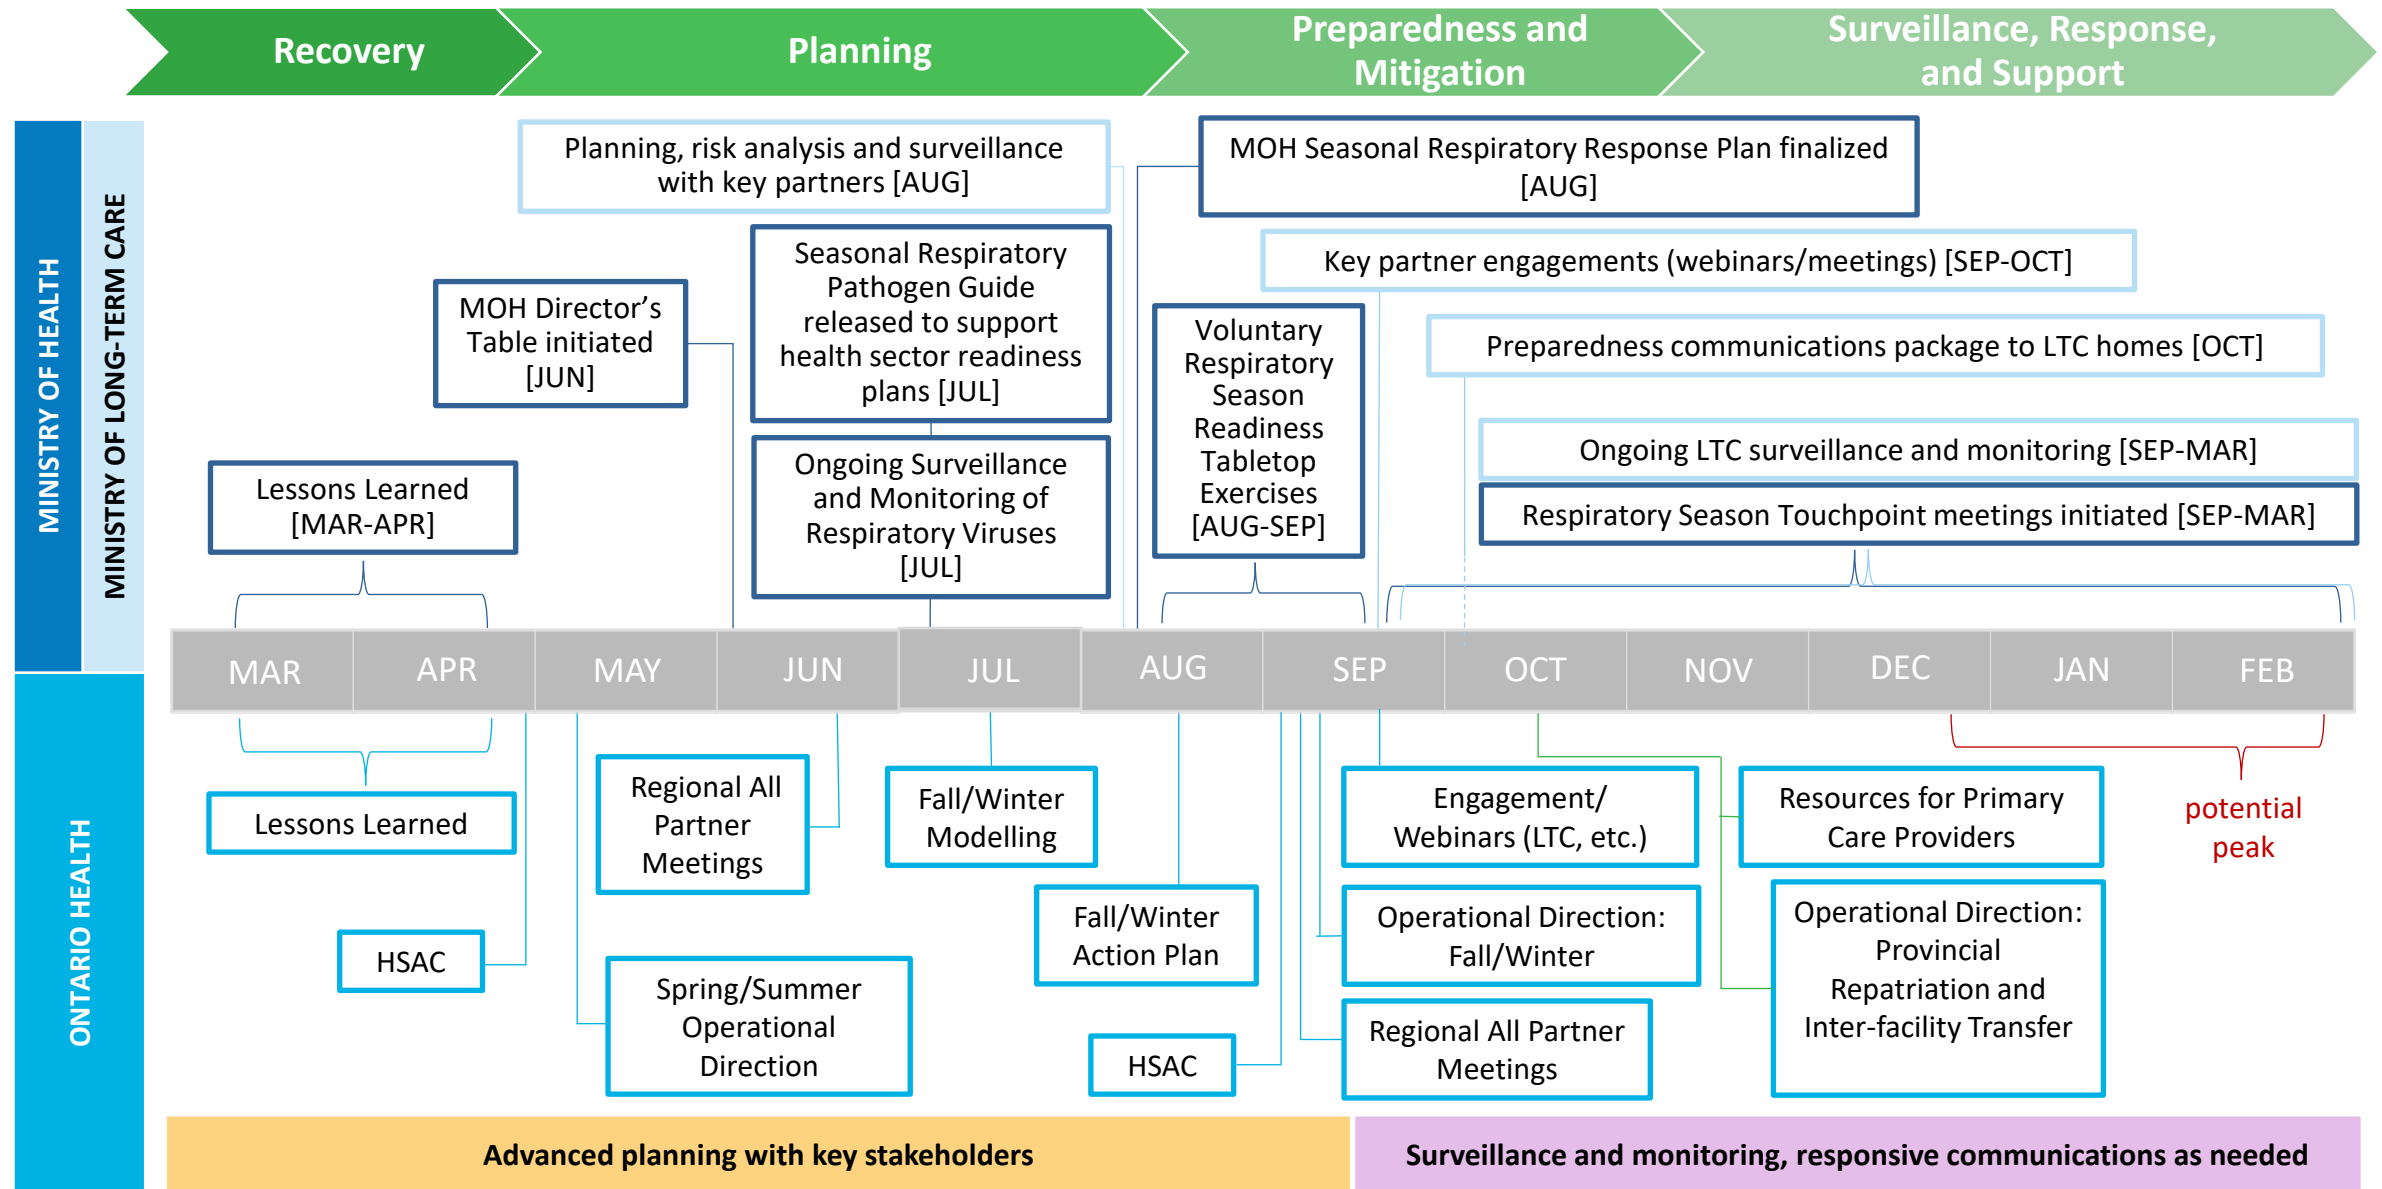 Recovery
Planning
Preparedness and
Mitigation
Surveillance, Response,
and Support
MINISTRY OF HEALTH
MINISTRY OF LONG-TERM CARE
Planning, risk analysis and surveillance
with key partners [AUG]
MOH Seasonal Respiratory Response Plan finalized
[AUG]
Seasonal Respiratory
Pathogen Guide
released to support
health sector readiness
plans [JUL]
Key partner engagements (webinars/meetings) [SEP-OCT]
MOH Director’s
Table initiated
[JUN]
Voluntary
Respiratory
Season
Readiness
Tabletop
Exercises
[AUG-SEP]
Preparedness communications package to LTC homes [OCT]
Ongoing LTC surveillance and monitoring [SEP-MAR]
Lessons Learned
[MAR-APR]
Ongoing Surveillance
and Monitoring of
Respiratory Viruses
[JUL]
Respiratory Season Touchpoint meetings initiated [SEP-MAR]
MAR
APR
MAY
JUN
JUL
AUG
SEP
OCT
NOV
DEC
JAN
FEB
ONTARIO HEALTH
Lessons Learned
Regional All
Partner
Meetings
Fall/Winter
Modelling
Engagement/
Webinars (LTC, etc.)
Resources for Primary
Care Providers
potential
peak
HSAC
Spring/Summer
Operational
Direction
Fall/Winter
Action Plan
Operational Direction:
Fall/Winter
Operational Direction:
Provincial
Repatriation and
Inter-facility Transfer
HSAC
Regional All Partner
Meetings
Advanced planning with key stakeholders
Surveillance and monitoring, responsive communications as needed